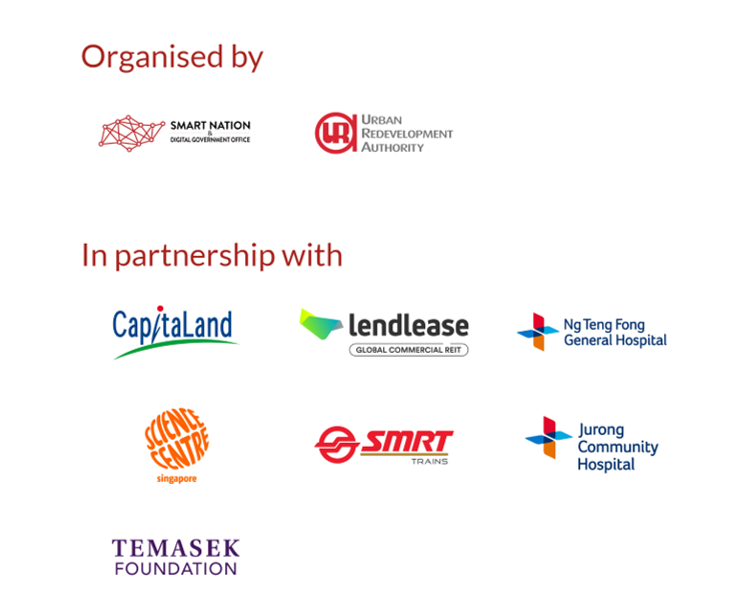 Organised by
SMART NATION
&
DIGITAL GOVERNMENT OFFICE
UR
URBAN
REDEVELOPMENT
AUTHORITY
In partnership with
CapitaLand
lendlease
GLOBAL COMMERCIAL REIT
Ng Teng Fong
General Hospital
SCIENCE
CENTRE
singapore
SMRT
TRAINS
Jurong
Community
Hospital
TEMASEK
FOUNDATION